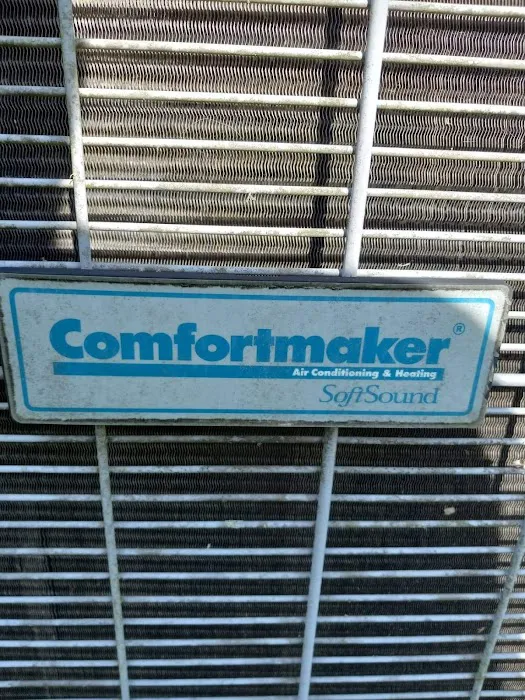 Comfortmaker®
Air Conditioning & Heating
SoftSound